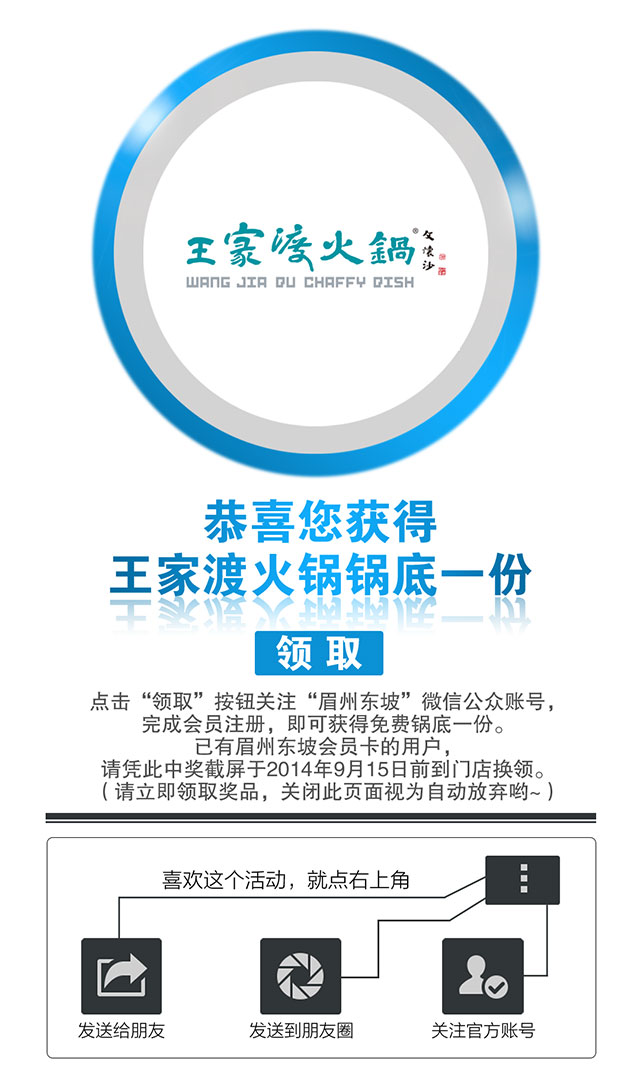 王家渡火鍋®
文懷沙
WANG JIA DU CHAFFY DISH
恭喜您获得
王家渡火锅锅底一份
领取
点击“领取”按钮关注“眉州东坡”微信公众账号，
完成会员注册，即可获得免费锅底一份。
已有眉州东坡会员卡的用户，
请凭此中奖截屏于2014年9月15日前到门店换领。
（请立即领取奖品，关闭此页面视为自动放弃哟~）
喜欢这个活动，就点右上角
发送给朋友
发送到朋友圈
关注官方账号